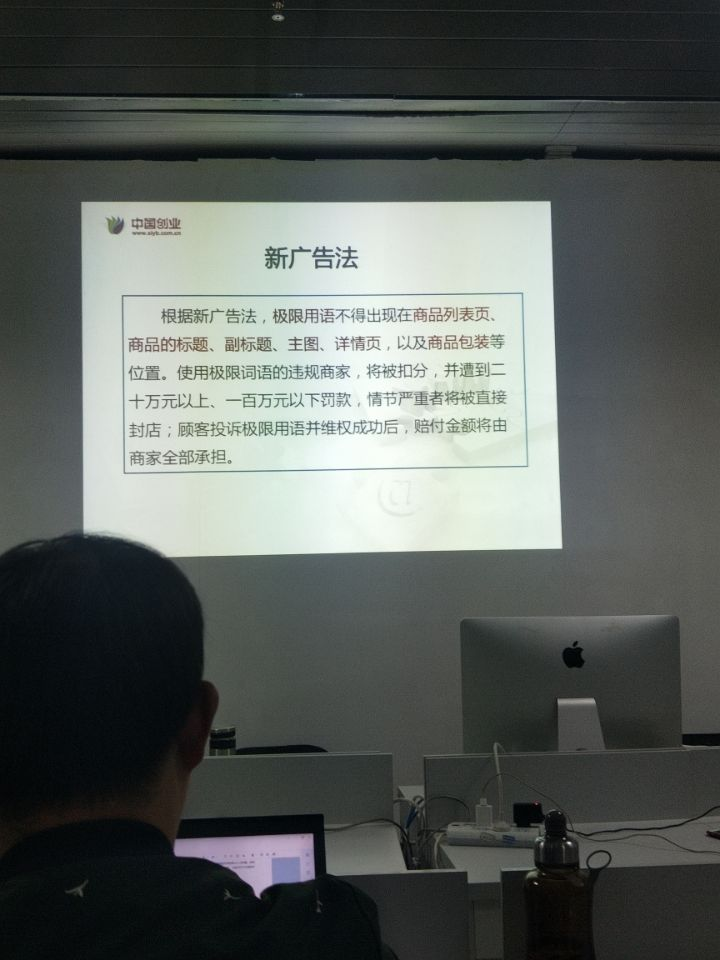 中国创业
www.siyb.com.cn
新广告法
根据新广告法，极限用语不得出现在商品列表页、
商品的标题、副标题、主图、详情页，以及商品包装等
位置。使用极限词语的违规商家，将被扣分，并遭到二
十万元以上、一百万元以下罚款，情节严重者将被直接
封店；顾客投诉极限用语并维权成功后，赔付金额将由
商家全部承担。